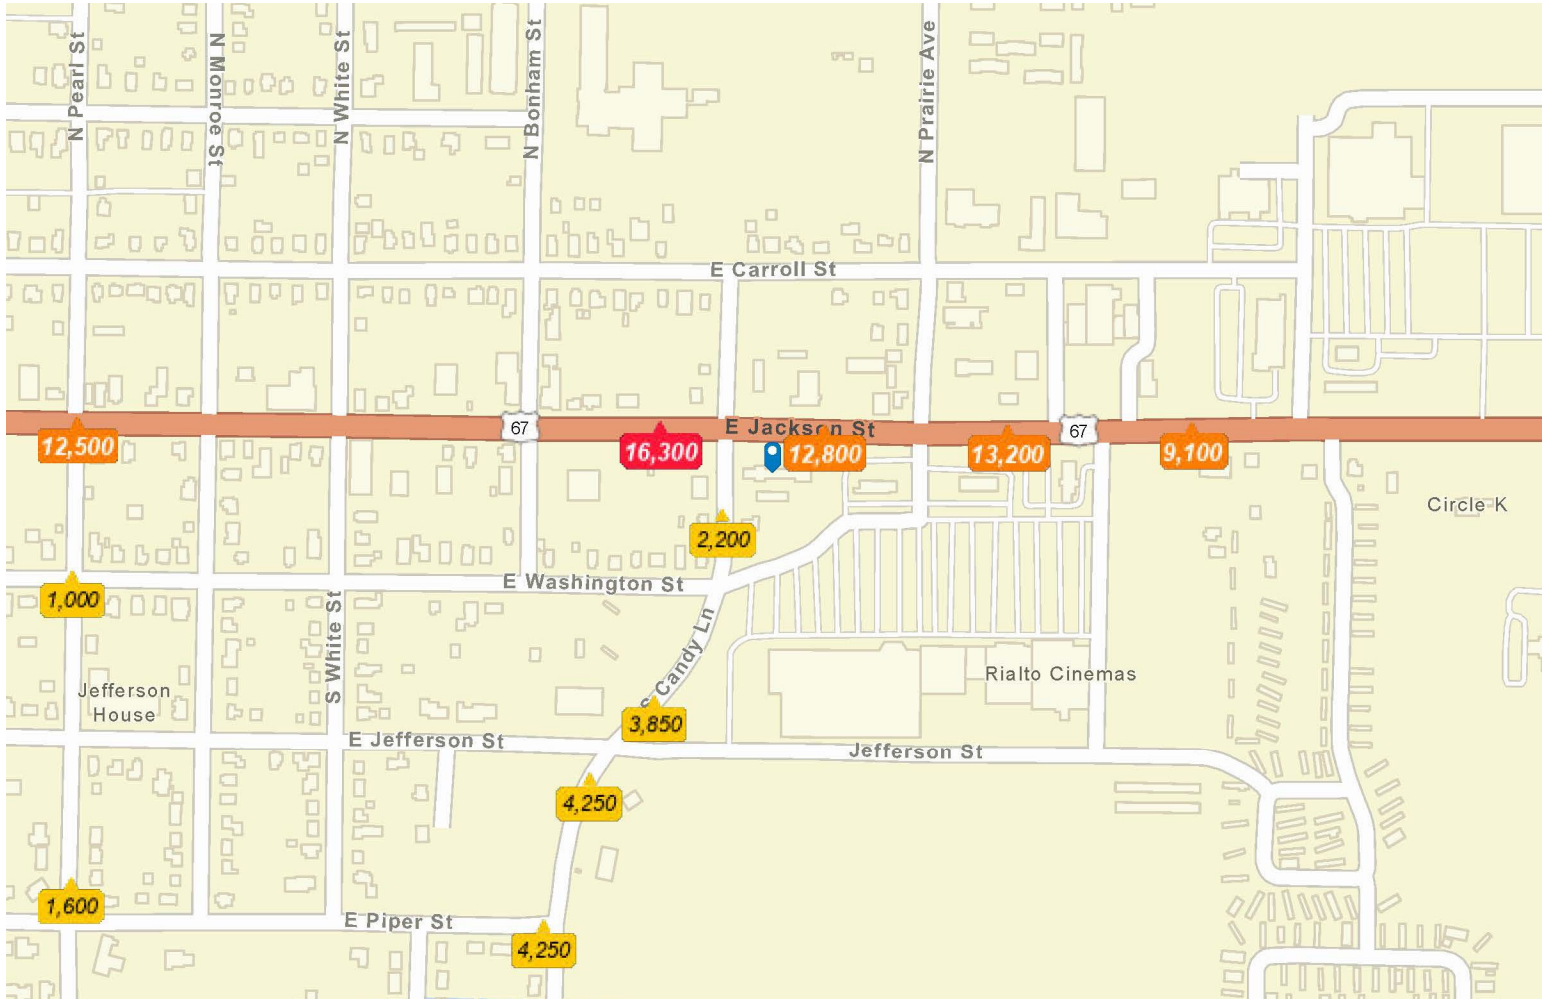 N Pearl St
N Monroe St
N White St
N Bonham St
N Prairie Ave
E Carroll St
67
E Jackson St
67
12,500
16,300
12,800
13,200
9,100
Circle K
2,200
1,000
E Washington St
S White St
S Candy Ln
Rialto Cinemas
Jefferson
House
3,850
E Jefferson St
Jefferson St
4,250
1,600
E Piper St
4,250